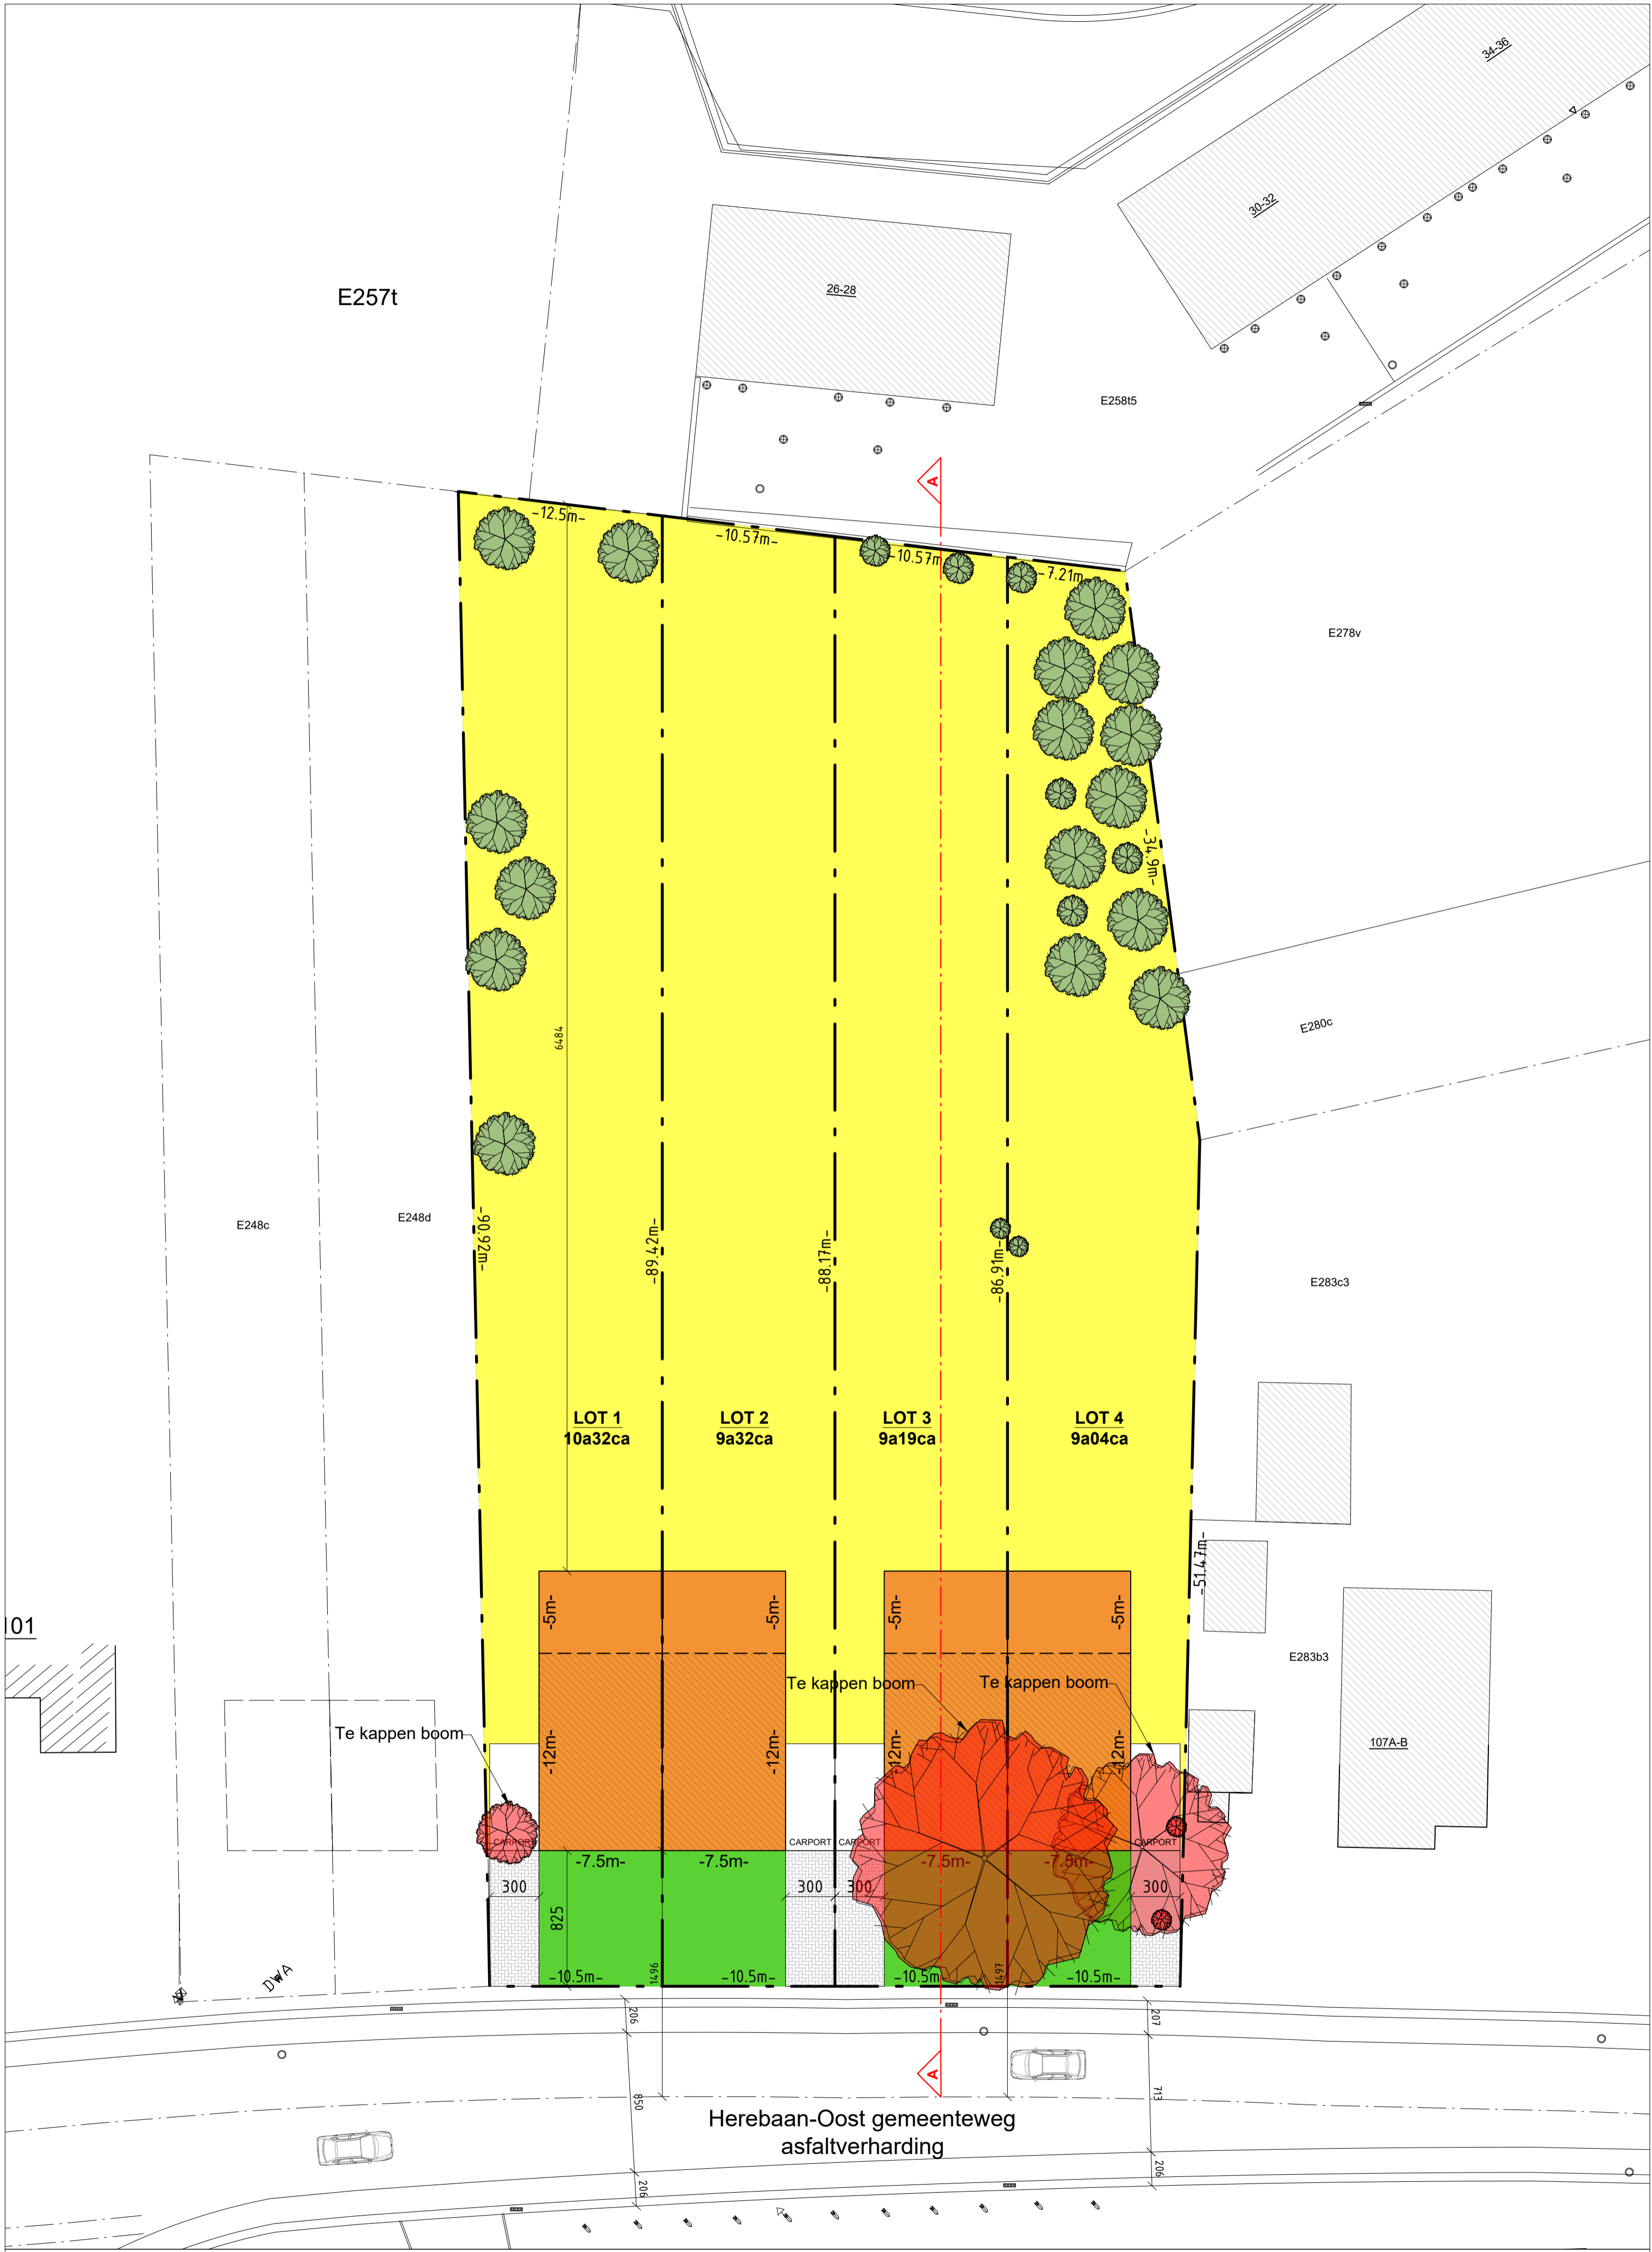 34-36
30-32
26-28
E257t
E258t5
A
-12.5m-
-10.57m-
-10.57m
-7.21m
E278v
-34.9m-
6484
E280c
E248c
E248d
-90.92m-
-89.42m-
-88.17m-
-86.91m-
E283c3
LOT 1
10a32ca
LOT 2
9a32ca
LOT 3
9a19ca
LOT 4
9a04ca
-51.47m-
101
-5m-
-5m-
-5m-
-5m-
E283b3
Te kappen boom
Te kappen boom
Te kappen boom
-12m-
-12m-
-12m-
-12m-
107A-B
CARPORT
CARPORT
CARPORT
CARPORT
-7.5m-
-7.5m-
-7.5m-
-7.5m-
300
300
300
300
825
-10.5m-
-10.5m-
-10.5m
-10.5m-
1496
1497
DWA
206
207
A
850
713
Herebaan-Oost gemeenteweg
asfaltverharding
206
206